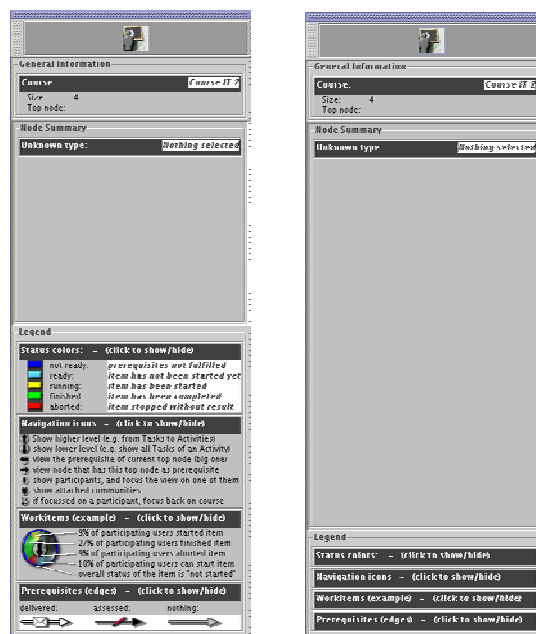 General Information
Course: Course IT 2
Size: 4
Top node:
Node Summary
Unknown type: Nothing selected
Legend
Status colors: - (click to show/hide)
not ready: prerequisites not fulfilled
ready: item has not been started yet
running: item has been started
finished: item has been completed
aborted: item stopped without result
Navigation icons - (click to show/hide)
Show higher level (e.g. from Tasks to Activities)
show lower level (e.g. show all Tasks of an Activity)
view the prerequisite of current top node (big one)
view node that has this top node as prerequisite
show participants, and focus the view on one of them
show attached communities
if focussed on a participant, focus back on course
Workitems (example) - (click to show/hide)
9% of participating users started item
27% of participating users finished item
9% of participating users aborted item
10% of participating users can start item
overall status of the item is "not started"
Prerequisites (edges) - (click to show/hide)
delivered: assessed: nothing:
General Information
Course: Course IT 2
Size: 4
Top node:
Node Summary
Unknown type Nothing selected
Legend
Status colors: - (click to show/hide)
Navigation icons - (click to show/hide)
Workitems (example) - (click to show/hide)
Prerequisites (edges) - (click to show/hide)